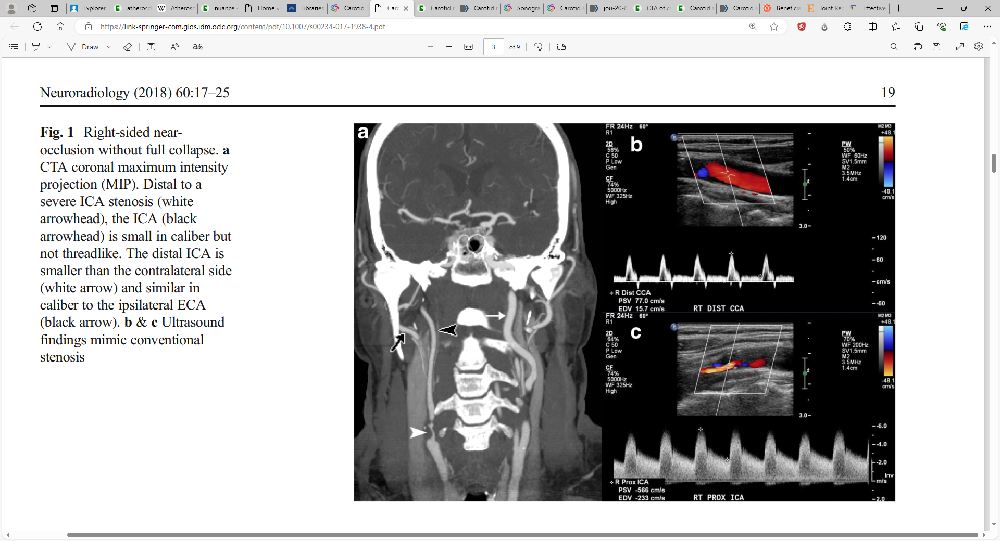 Explorer
atherosc
Atherosc
nuance
Home »
Libraries
Carotid r
Carc
Carotid r
Carotid r
Sonogra
Carotid a
jou-20-8
CTA of c
Carotid a
Carotid a
Beneficia
Joint Rec
Effective
https://link-springer-com.glos.idm.oclc.org/content/pdf/10.1007/s00234-017-1938-4.pdf
Draw
3 of 9
Neuroradiology (2018) 60:17–25
19
Fig. 1 Right-sided near-
occlusion without full collapse. a
CTA coronal maximum intensity
projection (MIP). Distal to a
severe ICA stenosis (white
arrowhead), the ICA (black
arrowhead) is small in caliber but
not threadlike. The distal ICA is
smaller than the contralateral side
(white arrow) and similar in
caliber to the ipsilateral ECA
(black arrow). b & c Ultrasound
findings mimic conventional
stenosis
a
FR 24Hz 60°
R1
b
2D
56%
C 50
P Low
Gen
CF
74%
5000Hz
WF 325Hz
High
P
M2 M3
+48.1
PW
50%
WF 60Hz
SV1.5mm
M2
3.5MHz
1.4cm
-48.1
cm/s
x
3.0
120
60
cm/s
-60
R Dist CCA
PSV 77.0 cm/s
EDV 15.7 cm/s
RT DIST CCA
FR 24Hz 60°
R1
c
2D
64%
C 50
P Low
Gen
CF
74%
5000Hz
WF 325Hz
High
P
M2 M3
+48.1
PW
70%
WF 200Hz
SV1.5mm
M2
3.5MHz
1.4cm
-48.1
cm/s
x
3.0
-6.0
-4.0
-2.0
Inv
m/s
2.0
R Prox ICA
PSV -566 cm/s
EDV -233 cm/s
RT PROX ICA